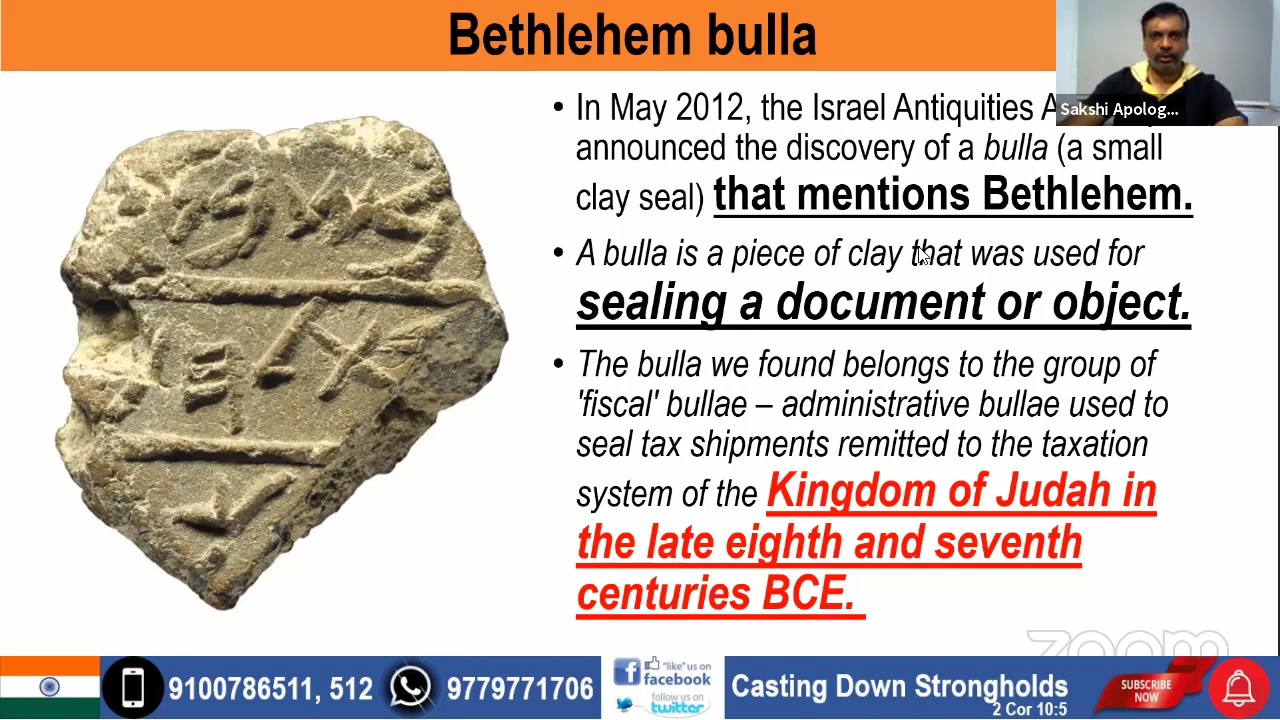 Bethlehem bulla
• In May 2012, the Israel Antiquities A
announced the discovery of a bulla (a small
clay seal) that mentions Bethlehem.
• A bulla is a piece of clay that was used for
sealing a document or object.
• The bulla we found belongs to the group of
'fiscal' bullae – administrative bullae used to
seal tax shipments remitted to the taxation
system of the Kingdom of Judah in
the late eighth and seventh
centuries BCE.
Sakshi Apolog...
zoom
9100786511, 512
9779771706
"like" us on
facebook
follow us on
twitter
Casting Down Strongholds
2 Cor 10:5
SUBSCRIBE
NOW